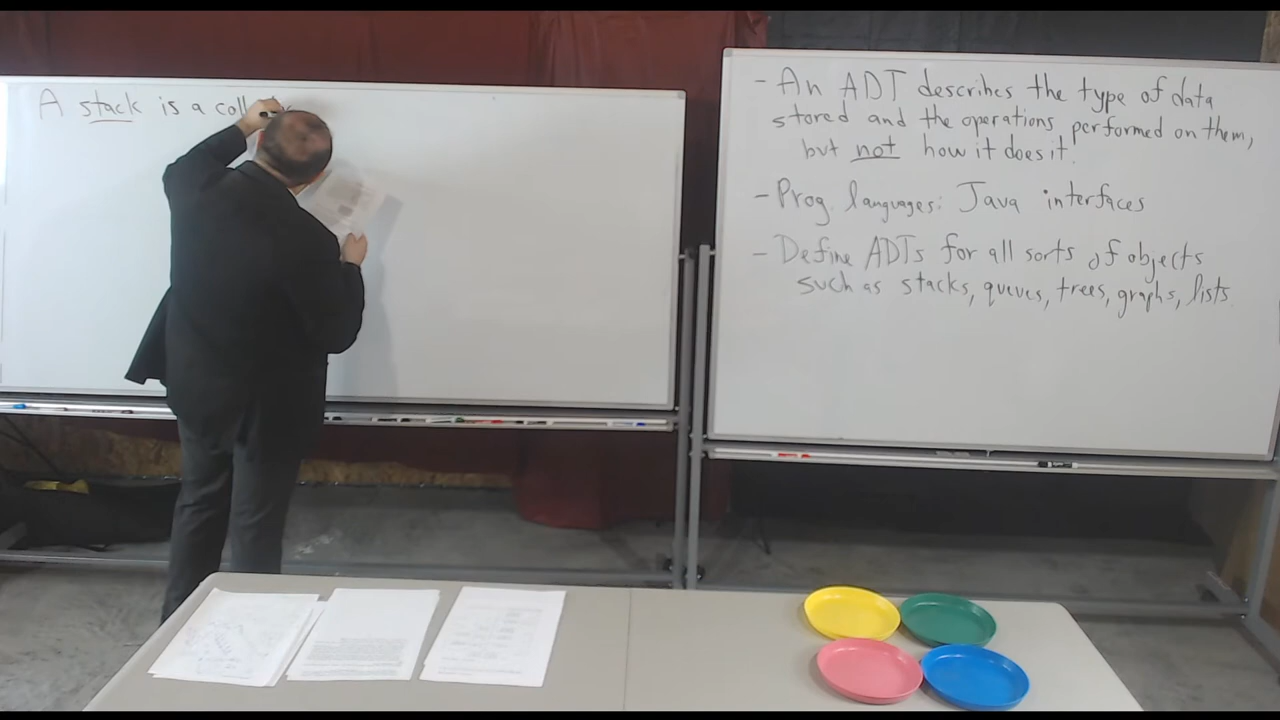 A stack is a coll
- An ADT describes the type of data
stored and the operations performed on them,
but not how it does it.
- Prog. languages: Java interfaces
- Define ADTs for all sorts of objects
such as stacks, queues, trees, graphs, lists